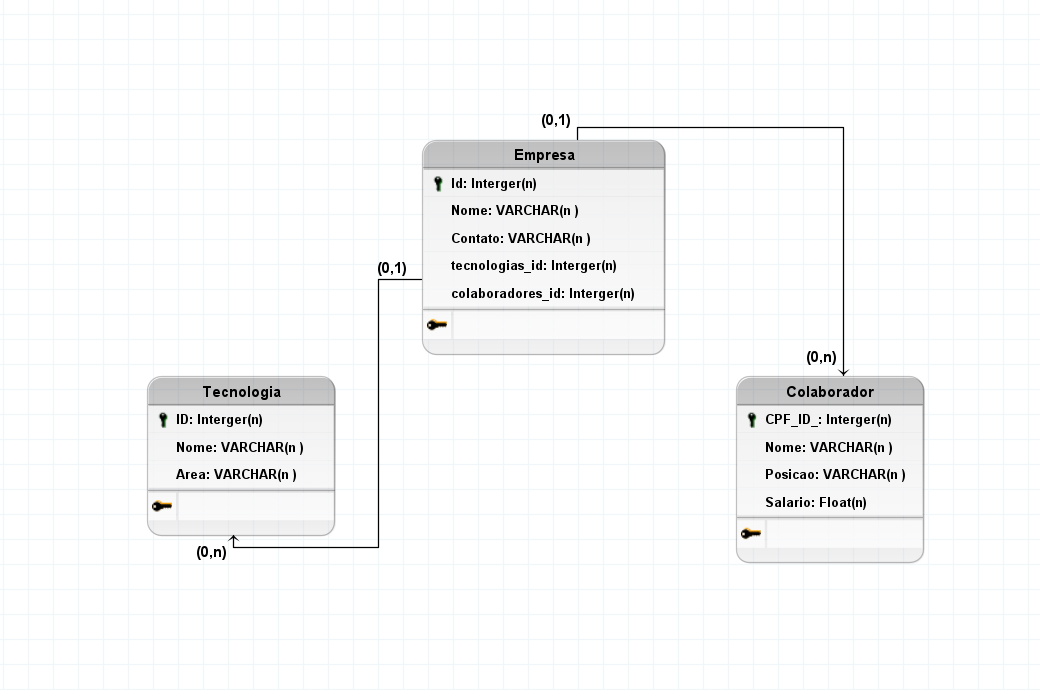 (0,1)
Empresa
Id: Interger(n)
Nome: VARCHAR(n )
Contato: VARCHAR(n )
tecnologias_id: Interger(n)
colaboradores_id: Interger(n)
(0,1)
(0,n)
Tecnologia
ID: Interger(n)
Nome: VARCHAR(n )
Area: VARCHAR(n )
(0,n)
Colaborador
CPF_ID_: Interger(n)
Nome: VARCHAR(n )
Posicao: VARCHAR(n )
Salario: Float(n)